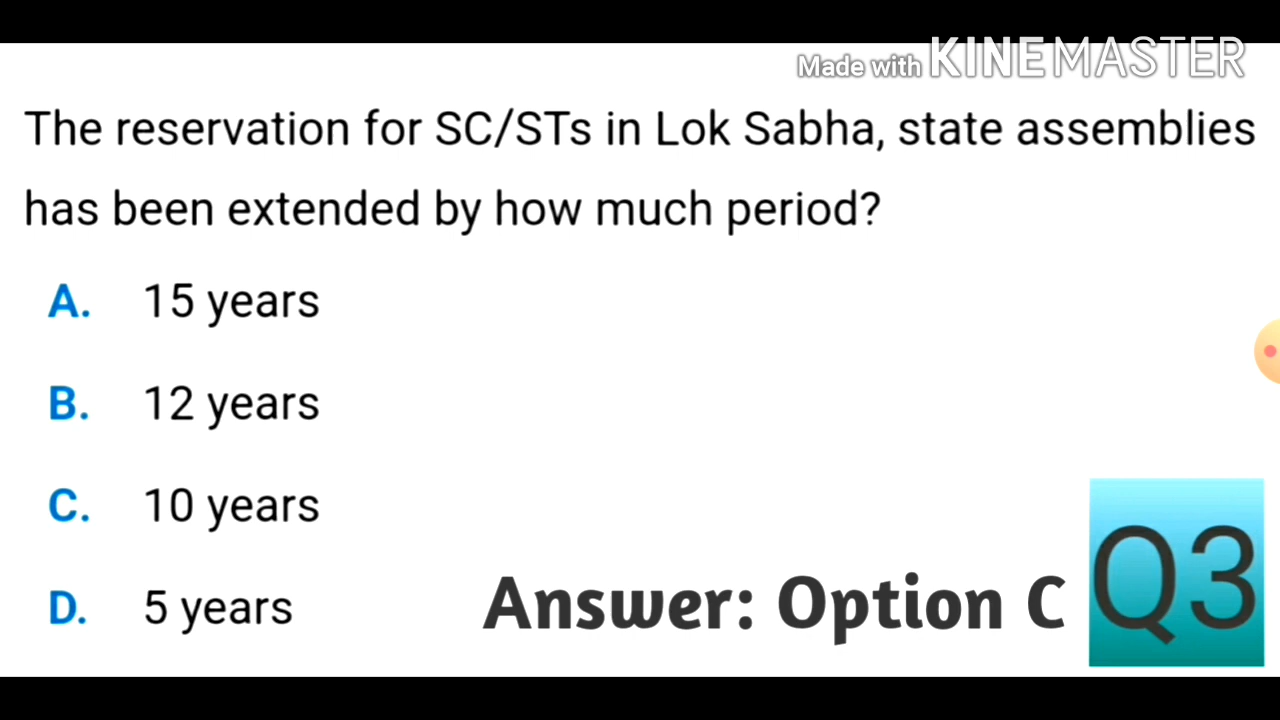 Made with KINEMASTER
The reservation for SC/STs in Lok Sabha, state assemblies
has been extended by how much period?
A. 15 years
B. 12 years
C. 10 years
D. 5 years
Answer: Option C
Q3